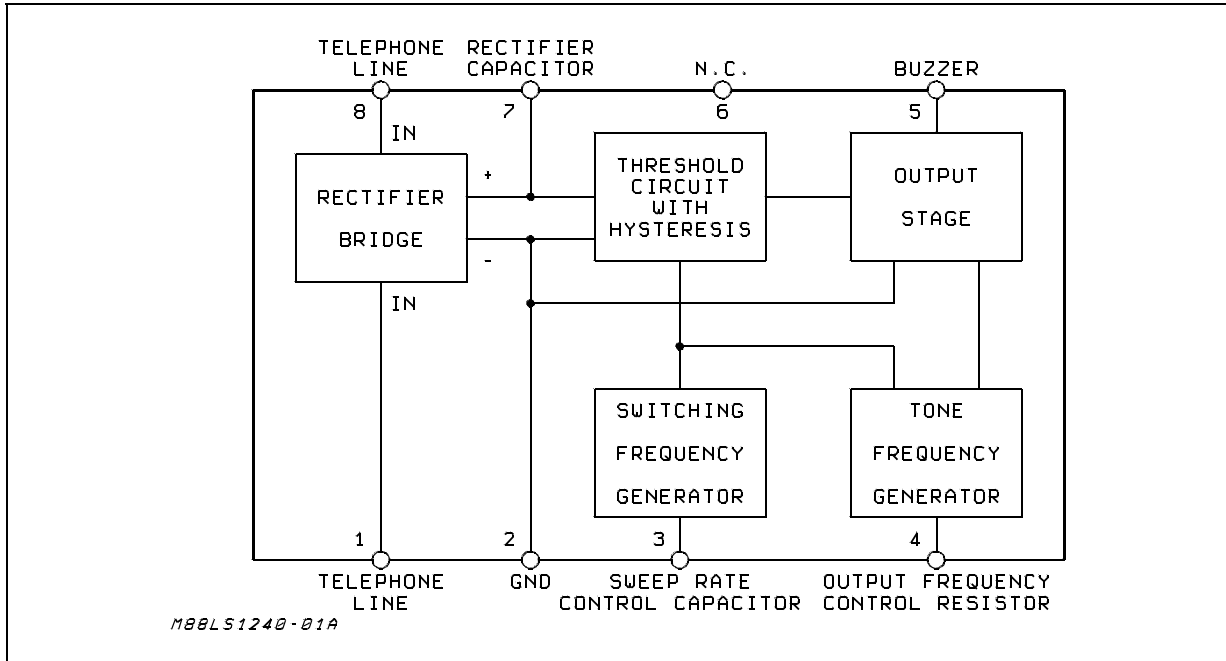 TELEPHONE
LINE
RECTIFIER
CAPACITOR
N.C.
BUZZER
8
7
6
5
IN
+
-
RECTIFIER
BRIDGE
THRESHOLD
CIRCUIT
WITH
HYSTERESIS
OUTPUT
STAGE
IN
SWITCHING
FREQUENCY
GENERATOR
TONE
FREQUENCY
GENERATOR
1
2
3
4
TELEPHONE
LINE
GND
SWEEP RATE
CONTROL CAPACITOR
OUTPUT FREQUENCY
CONTROL RESISTOR
M88LS1240-01A